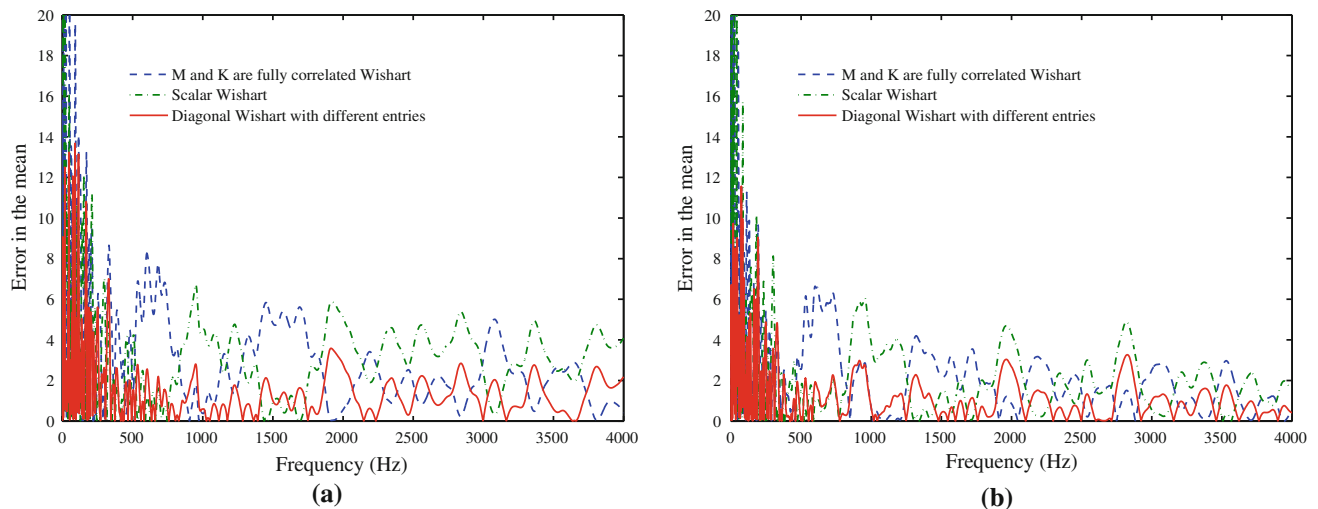 20
18
16
14
12
10
8
6
4
2
0
Error in the mean
M and K are fully correlated Wishart
Scalar Wishart
Diagonal Wishart with different entries
0 500 1000 1500 2000 2500 3000 3500 4000
Frequency (Hz)
(a)
20
18
16
14
12
10
8
6
4
2
0
Error in the mean
M and K are fully correlated Wishart
Scalar Wishart
Diagonal Wishart with different entries
0 500 1000 1500 2000 2500 3000 3500 4000
Frequency (Hz)
(b)